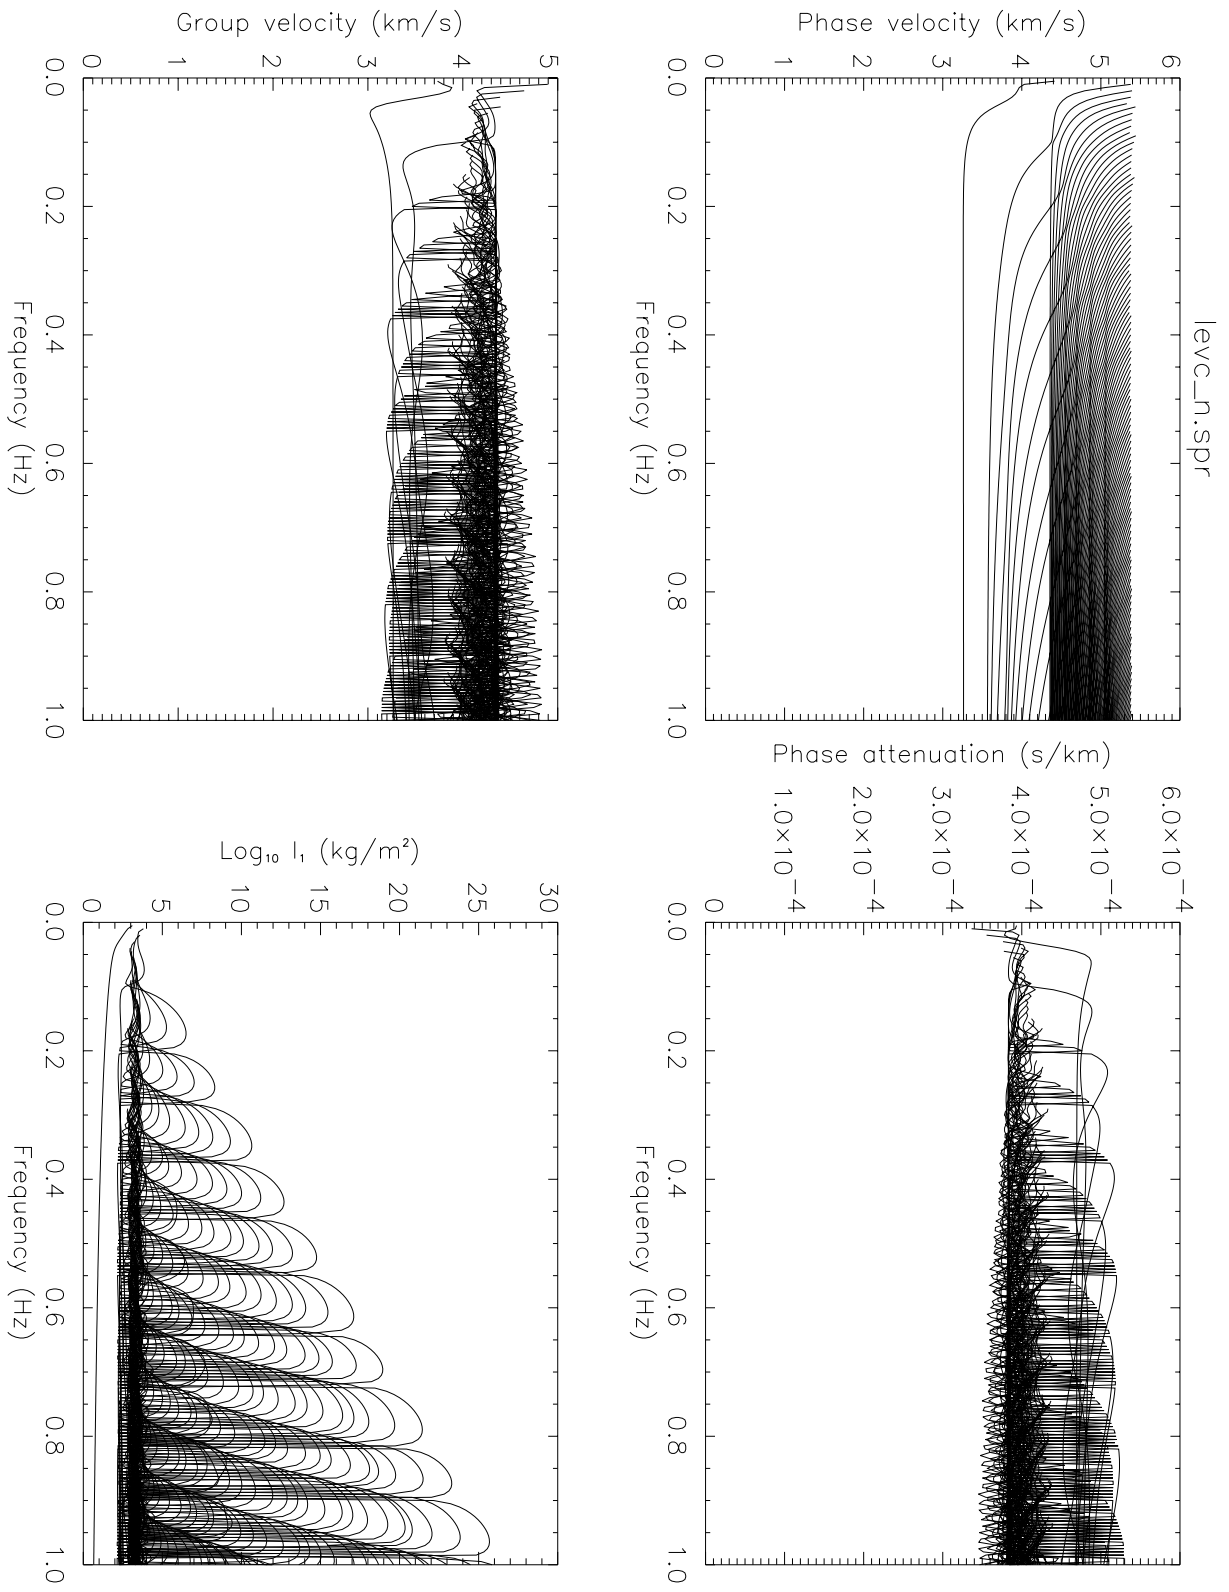 levc_n.spr
Phase velocity (km/s)
6
5
4
3
2
1
0
0.0 0.2 0.4 0.6 0.8 1.0
Frequency (Hz)
Phase attenuation (s/km)
6.0×10⁻⁴
5.0×10⁻⁴
4.0×10⁻⁴
3.0×10⁻⁴
2.0×10⁻⁴
1.0×10⁻⁴
0
0.0 0.2 0.4 0.6 0.8 1.0
Frequency (Hz)
Group velocity (km/s)
5
4
3
2
1
0
0.0 0.2 0.4 0.6 0.8 1.0
Frequency (Hz)
Log₁₀ I₁ (kg/m²)
30
25
20
15
10
5
0
0.0 0.2 0.4 0.6 0.8 1.0
Frequency (Hz)